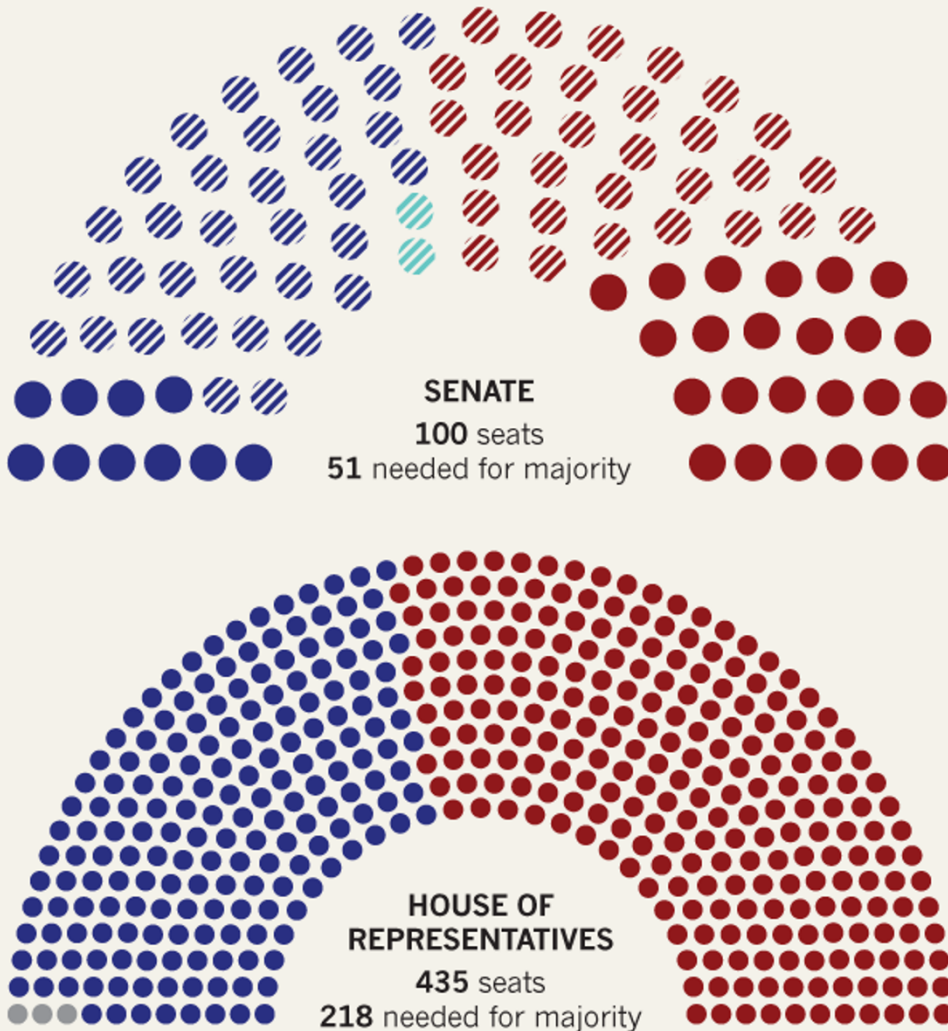 SENATE
100 seats
51 needed for majority
HOUSE OF
REPRESENTATIVES
435 seats
218 needed for majority